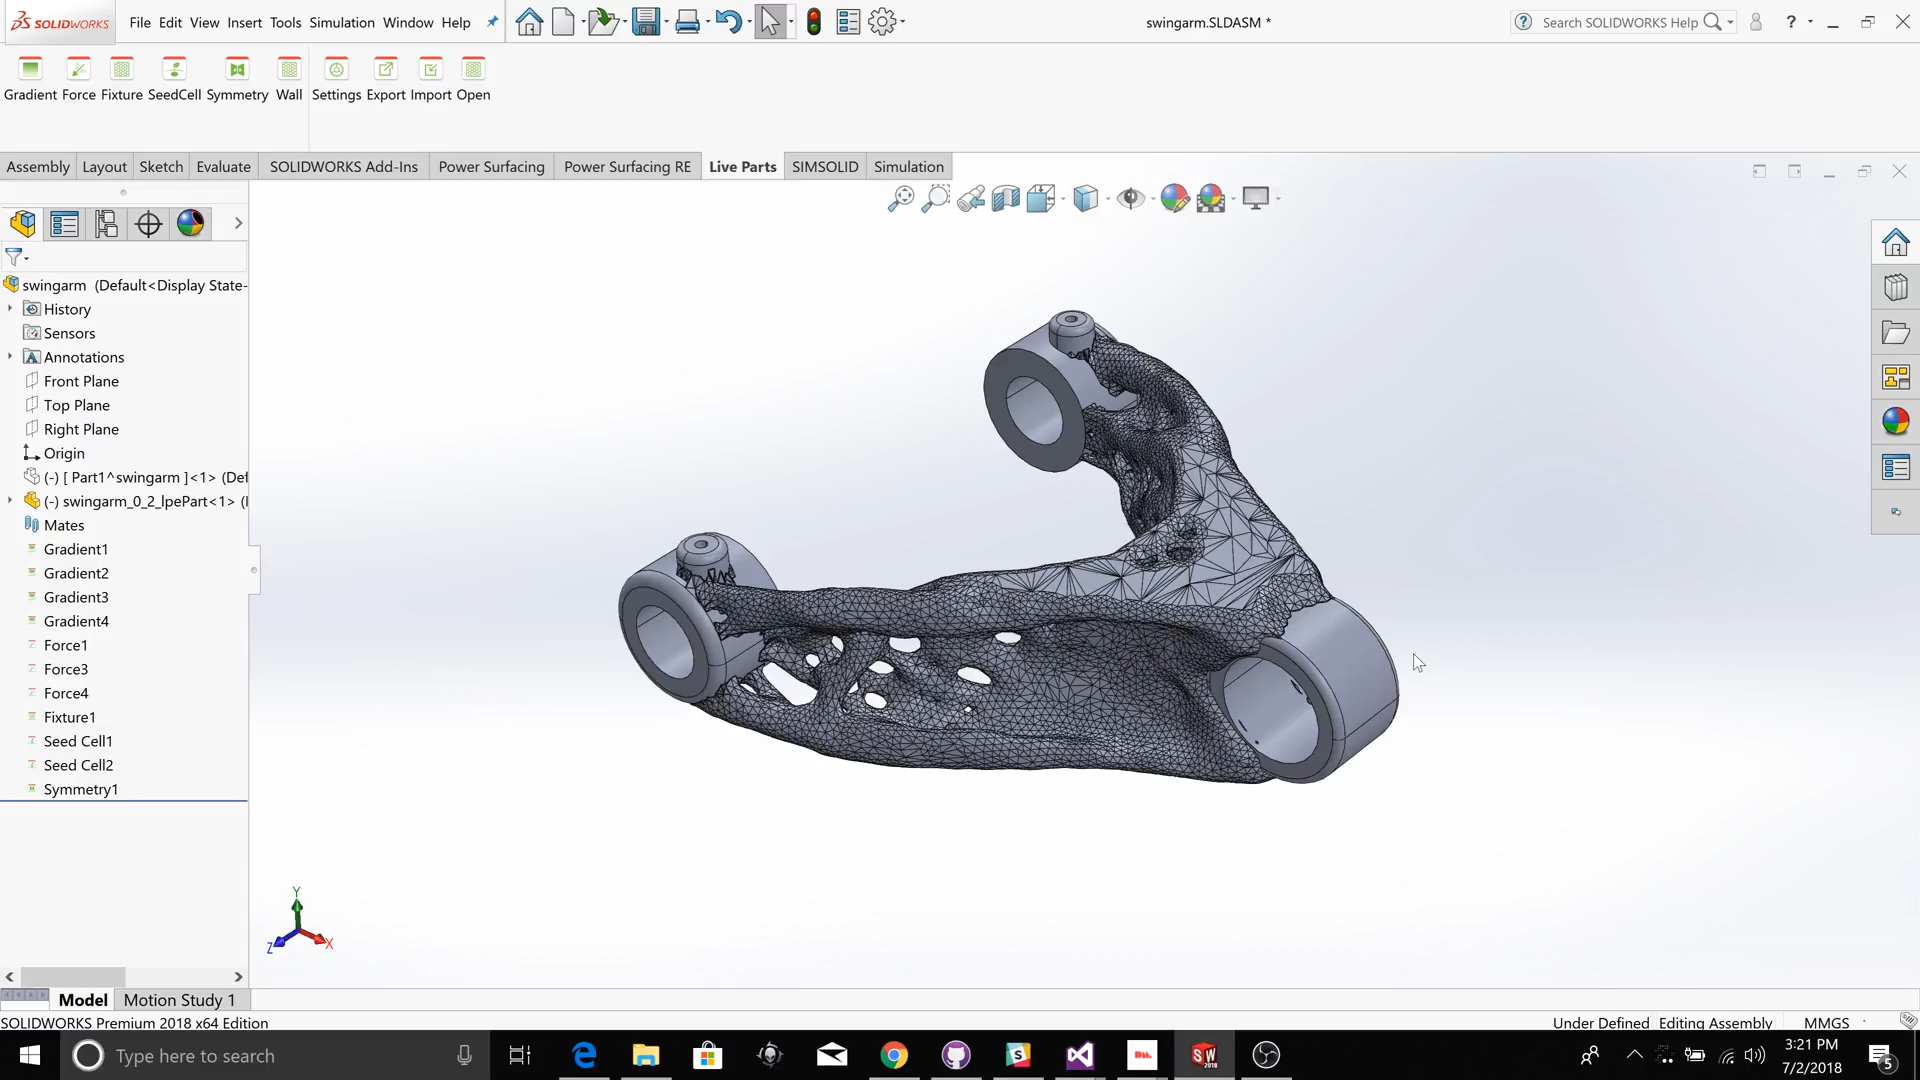 SOLIDWORKS File Edit View Insert Tools Simulation Window Help swingarm.SLDASM * Search SOLIDWORKS Help ?
Gradient Force Fixture SeedCell Symmetry Wall Settings Export Import Open
Assembly Layout Sketch Evaluate SOLIDWORKS Add-Ins Power Surfacing Power Surfacing RE Live Parts SIMSOLID Simulation
swingarm (Default<Display State-
History
Sensors
Annotations
Front Plane
Top Plane
Right Plane
Origin
(-) [ Part1^swingarm ]<1> (Def
(-) swingarm_0_2_lpePart<1> (
Mates
Gradient1
Gradient2
Gradient3
Gradient4
Force1
Force3
Force4
Fixture1
Seed Cell1
Seed Cell2
Symmetry1
Y
Z X
Model Motion Study 1
SOLIDWORKS Premium 2018 x64 Edition Under Defined Editing Assembly MMGS
Type here to search
SW
2018
3:21 PM
7/2/2018
5